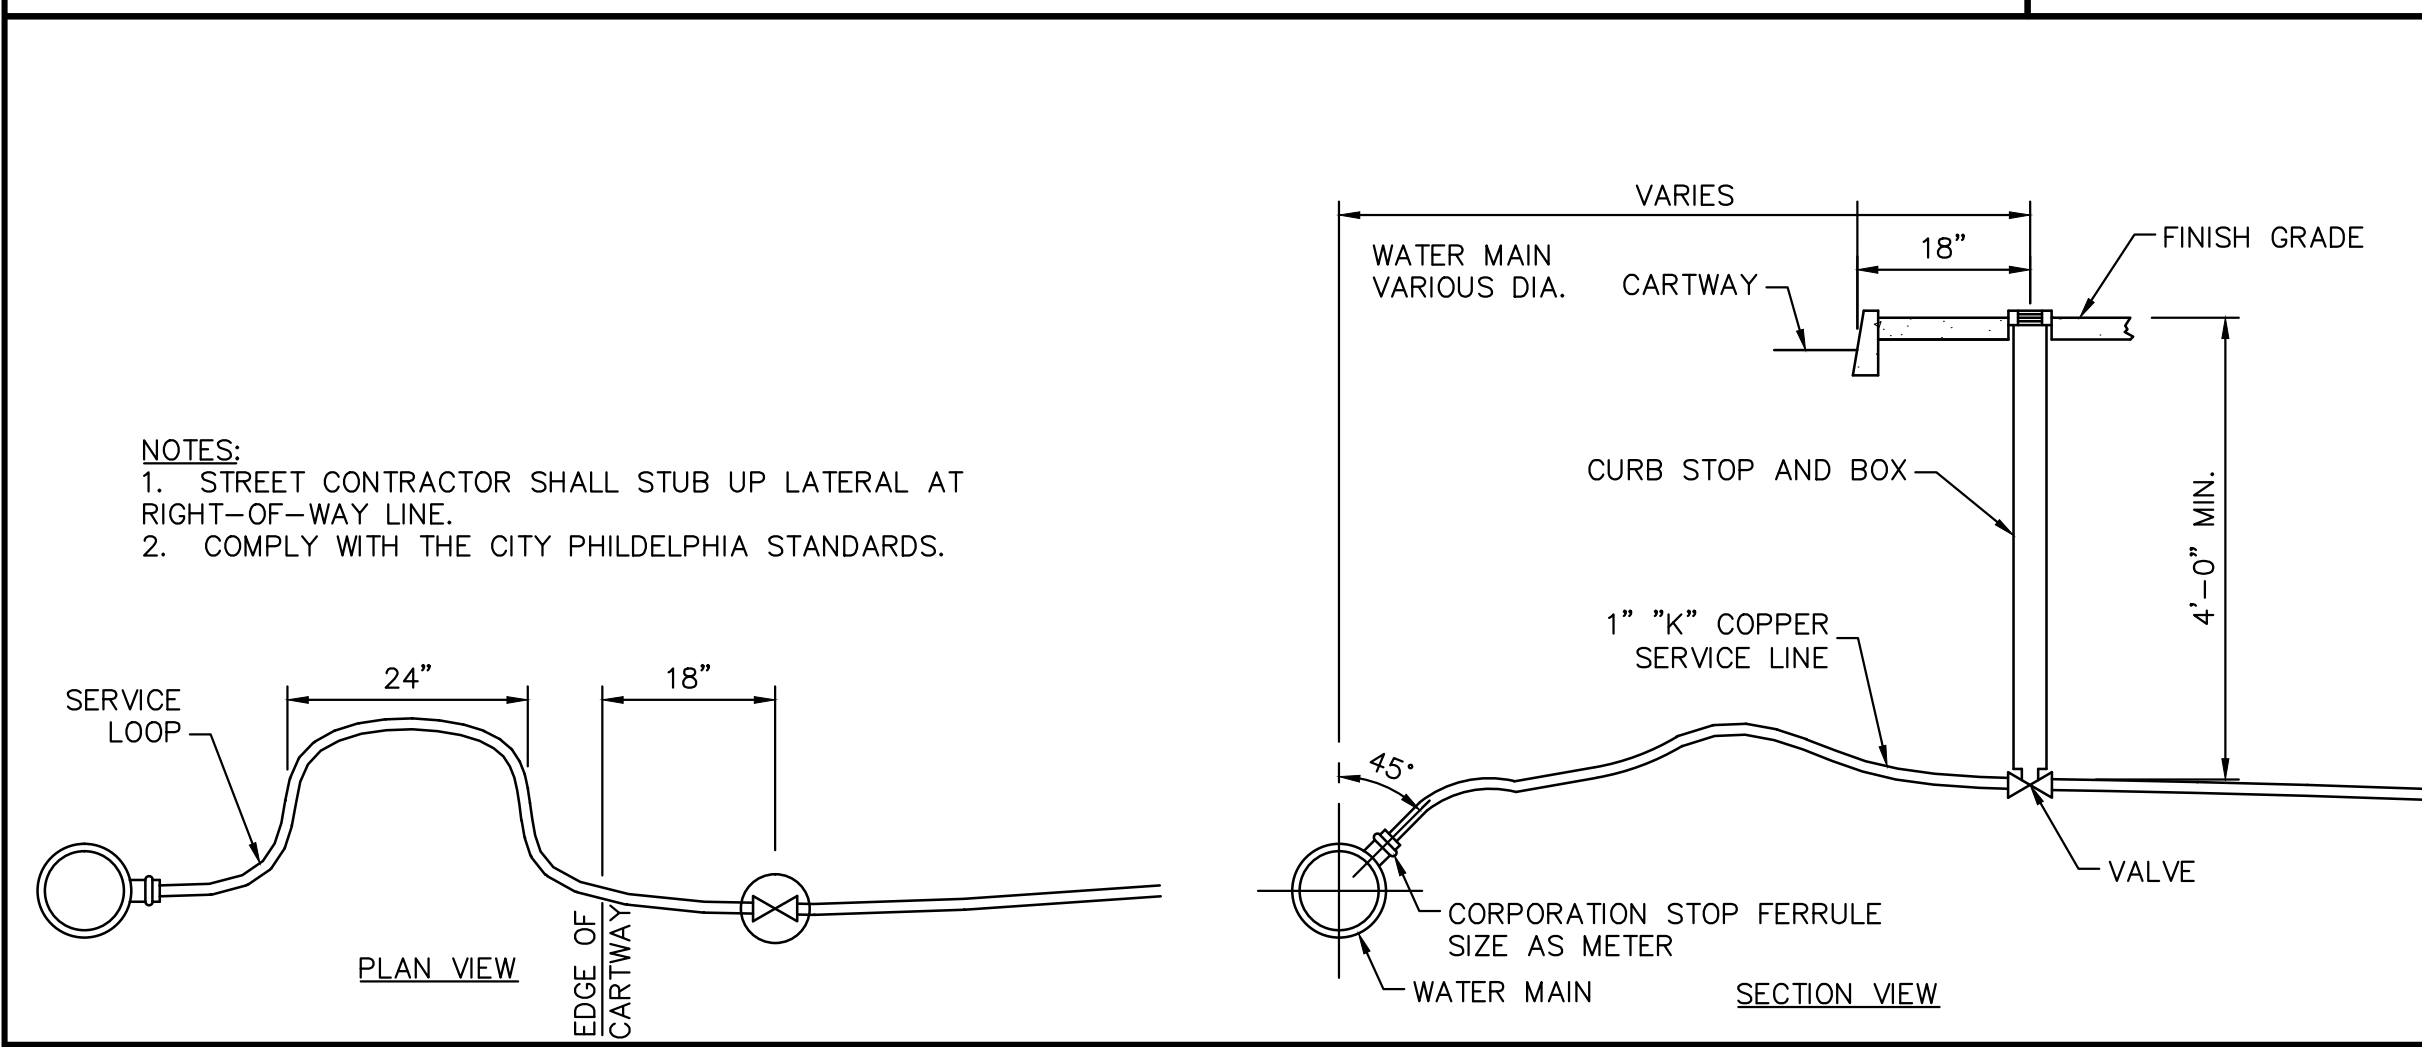 NOTES:
1. STREET CONTRACTOR SHALL STUB UP LATERAL AT
RIGHT-OF-WAY LINE.
2. COMPLY WITH THE CITY PHILDELPHIA STANDARDS.
SERVICE
LOOP
24”
18”
EDGE OF
CARTWAY
PLAN VIEW
VARIES
WATER MAIN
VARIOUS DIA.
CARTWAY
18”
FINISH GRADE
CURB STOP AND BOX
4'-0” MIN.
1” ”K” COPPER
SERVICE LINE
45°
VALVE
CORPORATION STOP FERRULE
SIZE AS METER
WATER MAIN
SECTION VIEW